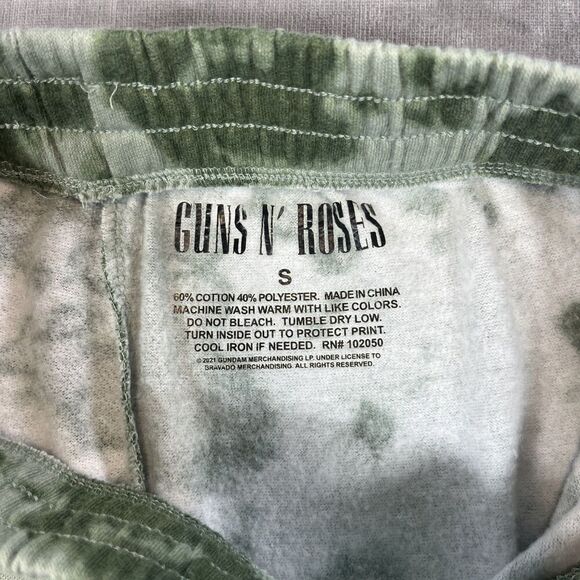 GUNS N' ROSES
S
60% COTTON 40% POLYESTER. MADE IN CHINA
MACHINE WASH WARM WITH LIKE COLORS.
DO NOT BLEACH. TUMBLE DRY LOW.
TURN INSIDE OUT TO PROTECT PRINT.
COOL IRON IF NEEDED. RN# 102050
© 2021 GUNDAM MERCHANDISING LP. UNDER LICENSE TO
BRAVADO MERCHANDISING. ALL RIGHTS RESERVED.